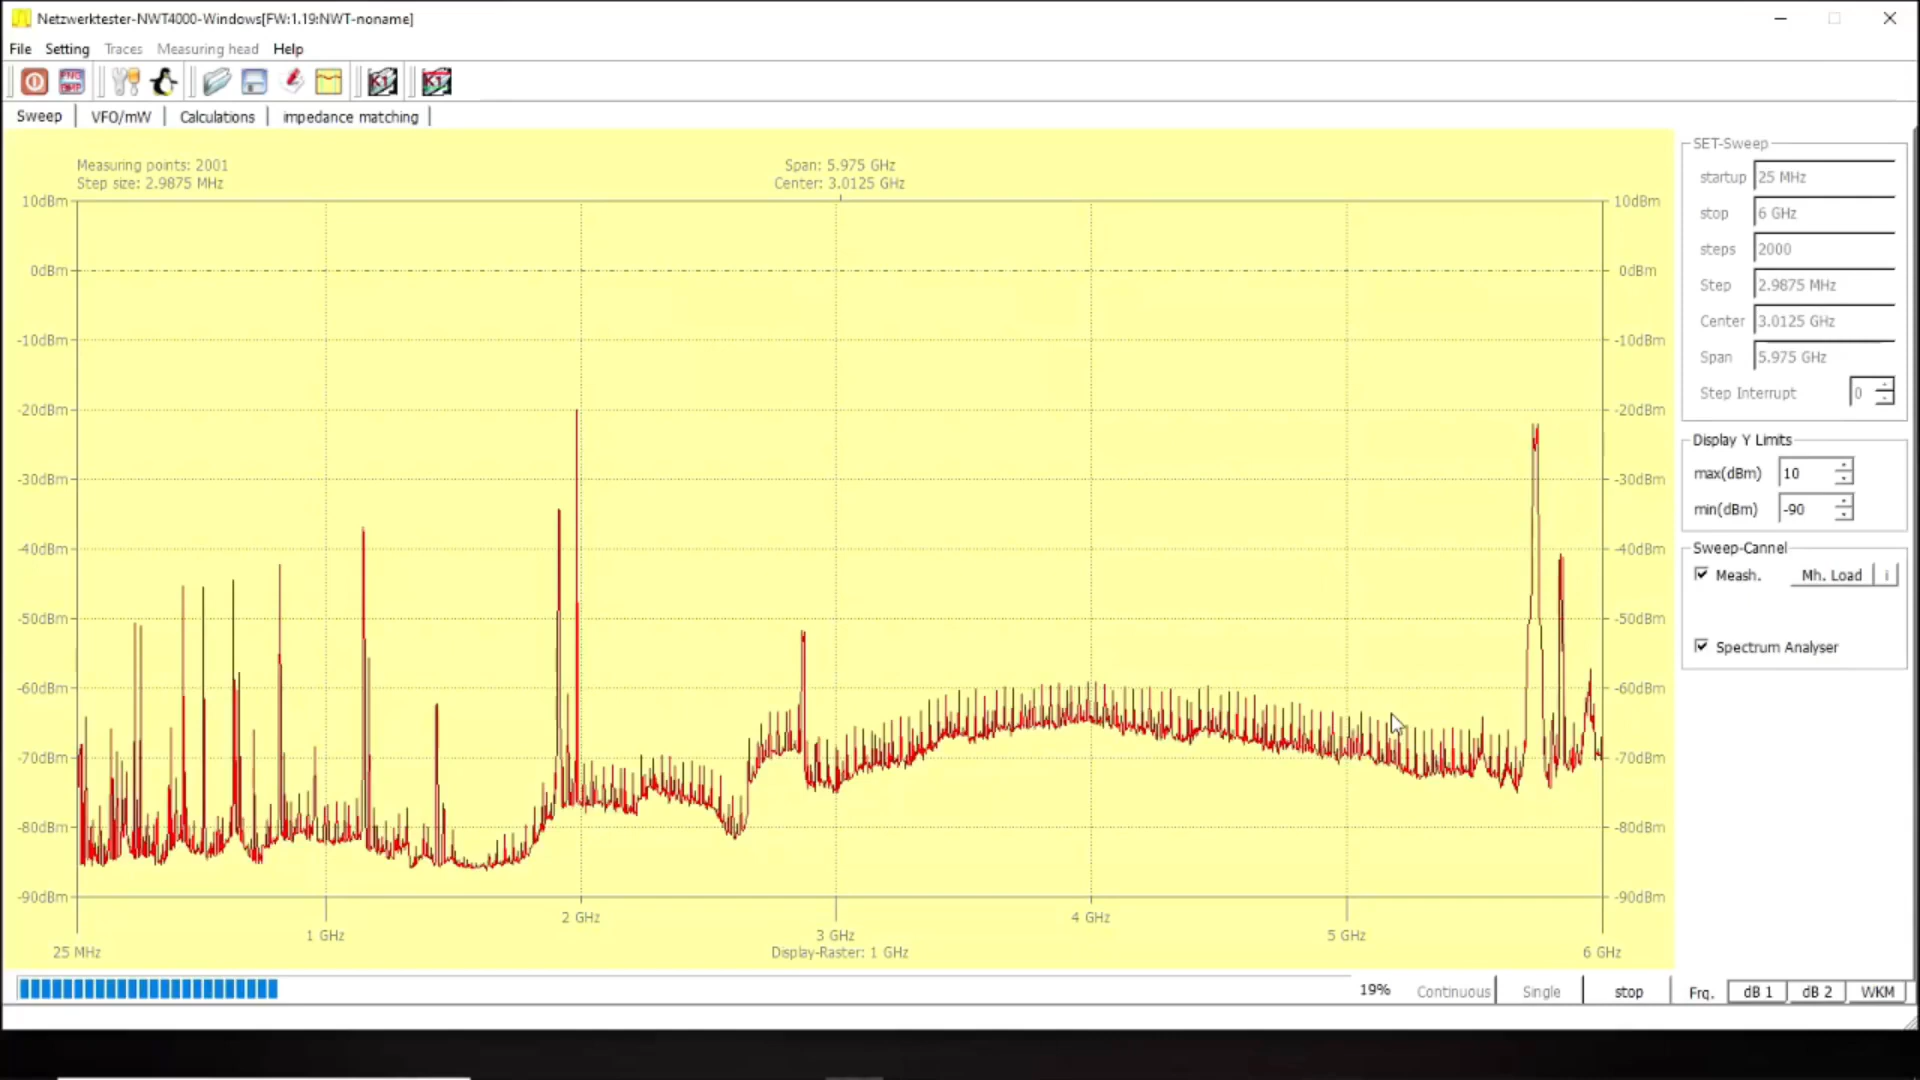 Netzwerktester-NWT4000-Windows[FW:1.19:NWT-noname]
File Setting Traces Measuring head Help
PNG
BMP
K1 K1
Sweep VFO/mW Calculations impedance matching
Measuring points: 2001
Step size: 2.9875 MHz
Span: 5.975 GHz
Center: 3.0125 GHz
10dBm 10dBm
0dBm 0dBm
-10dBm -10dBm
-20dBm -20dBm
-30dBm -30dBm
-40dBm -40dBm
-50dBm -50dBm
-60dBm -60dBm
-70dBm -70dBm
-80dBm -80dBm
-90dBm -90dBm
2 GHz 4 GHz
1 GHz 3 GHz 5 GHz
25 MHz Display-Raster: 1 GHz 6 GHz
SET-Sweep
startup 25 MHz
stop 6 GHz
steps 2000
Step 2.9875 MHz
Center 3.0125 GHz
Span 5.975 GHz
Step Interrupt 0
Display Y Limits
max(dBm) 10
min(dBm) -90
Sweep-Cannel
Meash. Mh. Load i
Spectrum Analyser
19% Continuous Single stop Frq. dB 1 dB 2 WKM